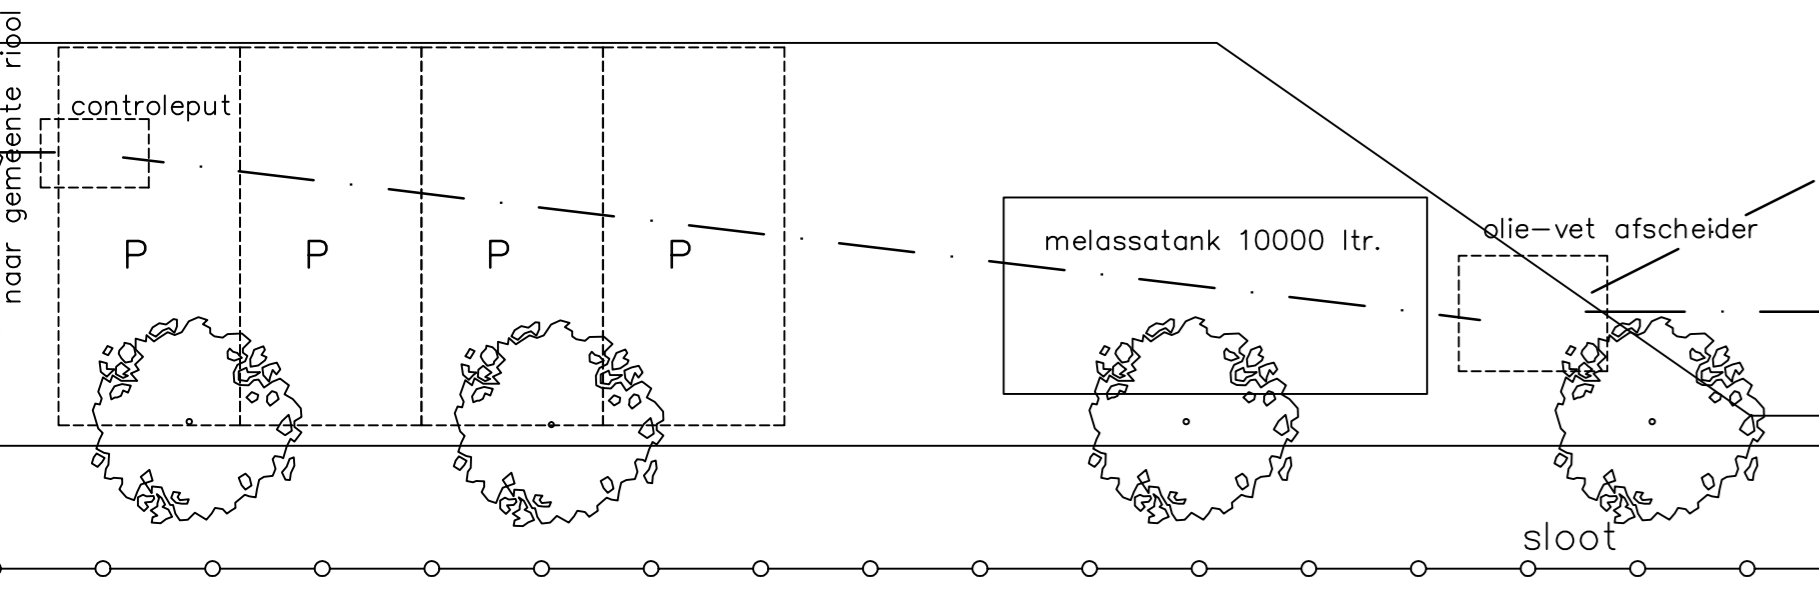 naar gemeente riool
controleput
P P P P
melassatank 10000 ltr.
olie-vet afscheider
sloot